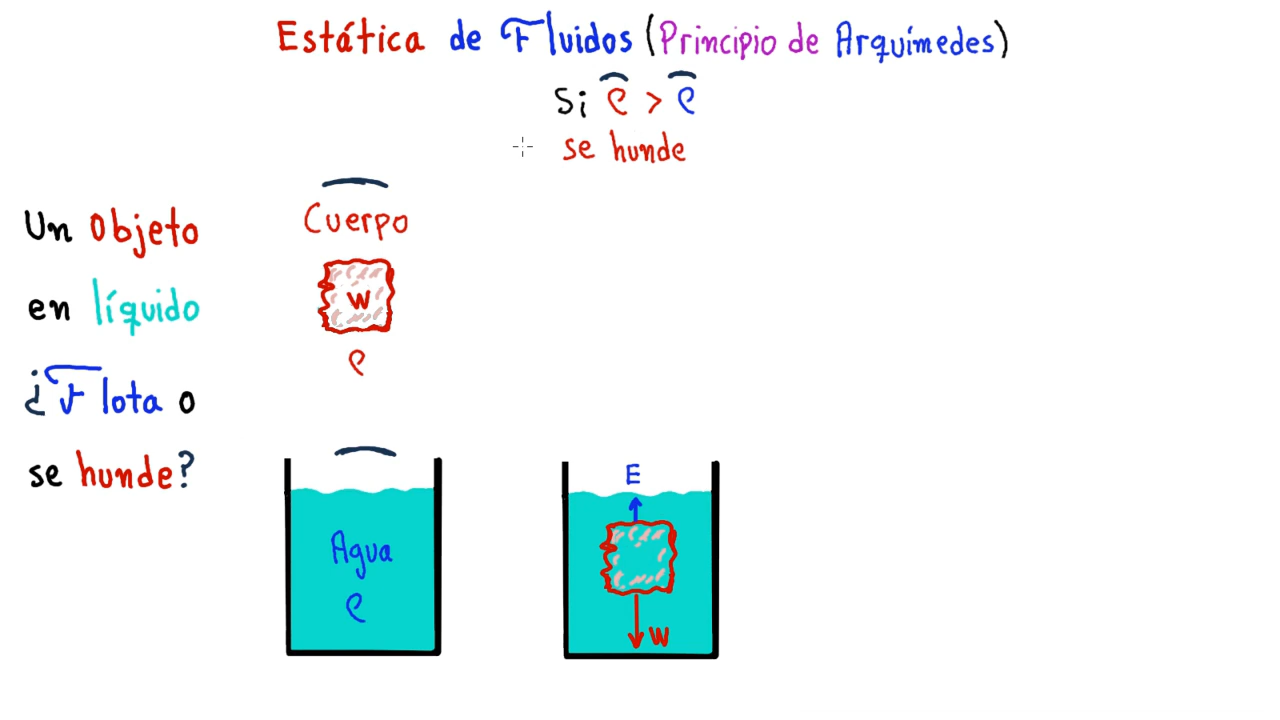 Estática de Fluidos (Principio de Arquímedes)
Si ρ > ρ
se hunde
Un Objeto
en líquido
¿Flota o
se hunde?
Cuerpo
W
ρ
Agua
ρ
E
W